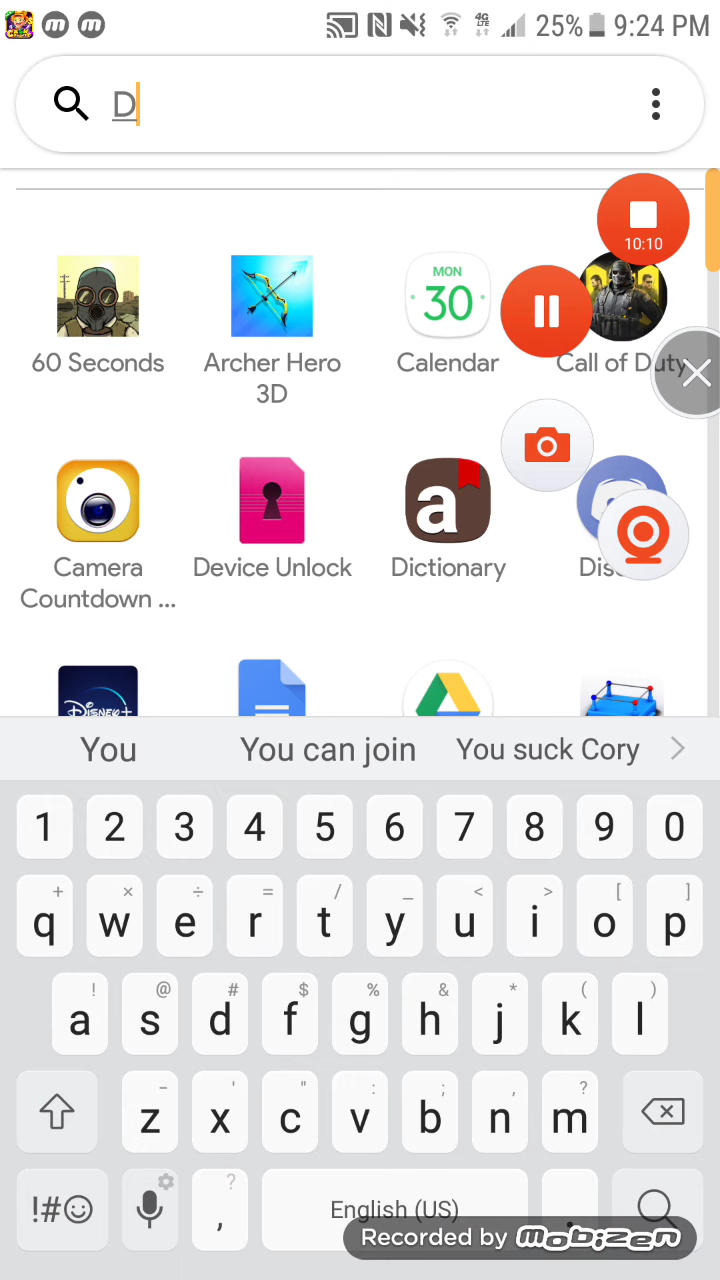 25% 9:24 PM
D
10:10
MON
30
60 Seconds
Archer Hero
3D
Calendar
Call of Duty
a
Camera
Countdown ...
Device Unlock
Dictionary
Dis
Disney+
You
You can join
You suck Cory
1 2 3 4 5 6 7 8 9 0
+ × ÷ = / _ < > [ ]
q w e r t y u i o p
! @ # $ % & * ( )
a s d f g h j k l
- ' " : ; , ?
z x c v b n m
!#☺ , ? English (US) .
Recorded by mobizen